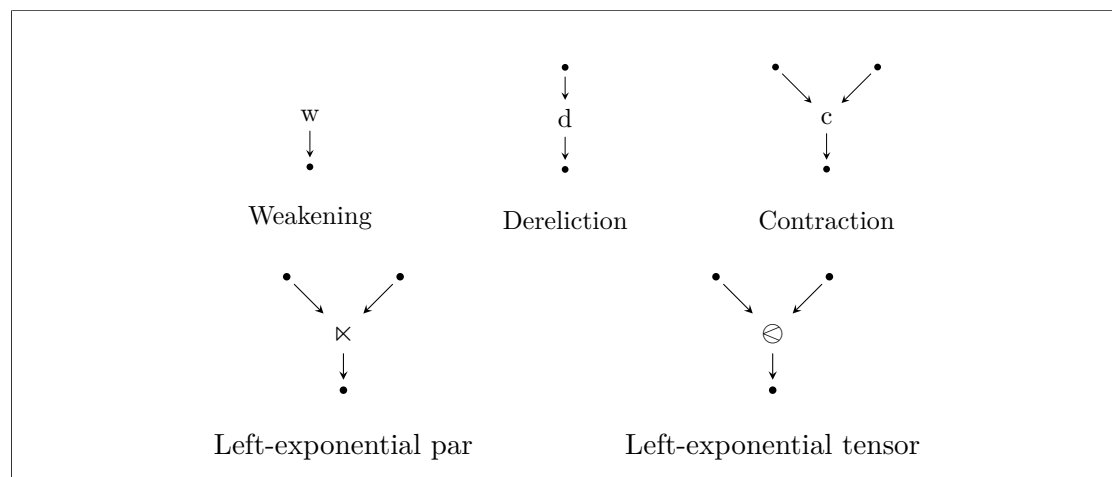 w d c
Weakening Dereliction Contraction
⋉ ⧀
Left-exponential par Left-exponential tensor